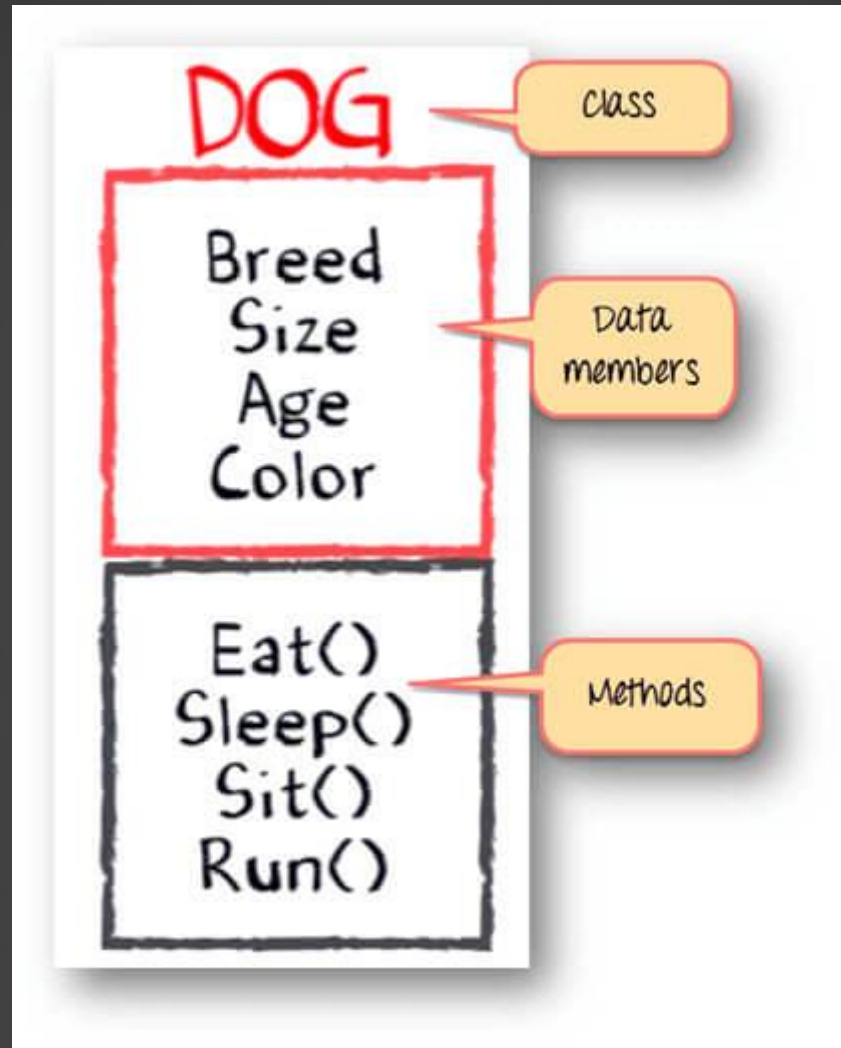 DOG
Class
Breed
Size
Age
Color
Data
members
Eat()
Sleep()
Sit()
Run()
Methods